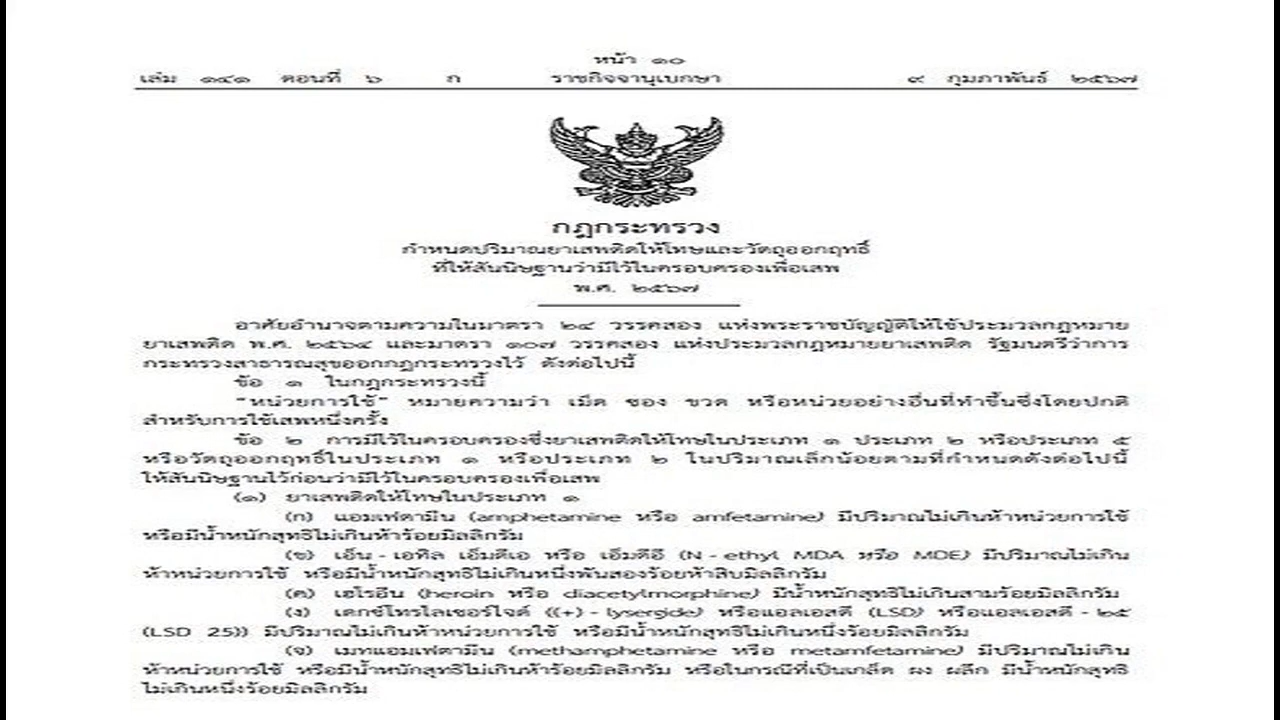 หน้า ๑๐
เล่ม ๑๔๑ ตอนที่ ๖ ก ราชกิจจานุเบกษา ๙ กุมภาพันธ์ ๒๕๖๗
กฎกระทรวง
กำหนดปริมาณยาเสพติดให้โทษและวัตถุออกฤทธิ์
ที่ให้สันนิษฐานว่ามีไว้ในครอบครองเพื่อเสพ
พ.ศ. ๒๕๖๗
อาศัยอำนาจตามความในมาตรา ๒๔ วรรคสอง แห่งพระราชบัญญัติให้ใช้ประมวลกฎหมาย
ยาเสพติด พ.ศ. ๒๕๖๔ และมาตรา ๑๐๗ วรรคสอง แห่งประมวลกฎหมายยาเสพติด รัฐมนตรีว่าการ
กระทรวงสาธารณสุขออกกฎกระทรวงไว้ ดังต่อไปนี้
ข้อ ๑ ในกฎกระทรวงนี้
“หน่วยการใช้” หมายความว่า เม็ด ซอง ขวด หรือหน่วยอย่างอื่นที่ทำขึ้นซึ่งโดยปกติ
สำหรับการใช้เสพหนึ่งครั้ง
ข้อ ๒ การมีไว้ในครอบครองซึ่งยาเสพติดให้โทษในประเภท ๑ ประเภท ๒ หรือประเภท ๕
หรือวัตถุออกฤทธิ์ในประเภท ๑ หรือประเภท ๒ ในปริมาณเล็กน้อยตามที่กำหนดดังต่อไปนี้
ให้สันนิษฐานไว้ก่อนว่ามีไว้ในครอบครองเพื่อเสพ
(๑) ยาเสพติดให้โทษในประเภท ๑
(ก) แอมเฟตามีน (amphetamine หรือ amfetamine) มีปริมาณไม่เกินห้าหน่วยการใช้
หรือมีน้ำหนักสุทธิไม่เกินห้าร้อยมิลลิกรัม
(ข) เอ็น - เอทิล เอ็มดีเอ หรือ เอ็มดีอี (N - ethyl MDA หรือ MDE) มีปริมาณไม่เกิน
ห้าหน่วยการใช้ หรือมีน้ำหนักสุทธิไม่เกินหนึ่งพันสองร้อยห้าสิบมิลลิกรัม
(ค) เฮโรอีน (heroin หรือ diacetylmorphine) มีน้ำหนักสุทธิไม่เกินสามร้อยมิลลิกรัม
(ง) เดกซ์โทรไลเซอร์ไจด์ ((+) - lysergide) หรือแอลเอสดี (LSD) หรือแอลเอสดี - ๒๕
(LSD 25)) มีปริมาณไม่เกินห้าหน่วยการใช้ หรือมีน้ำหนักสุทธิไม่เกินหนึ่งร้อยมิลลิกรัม
(จ) เมทแอมเฟตามีน (methamphetamine หรือ metamfetamine) มีปริมาณไม่เกิน
ห้าหน่วยการใช้ หรือมีน้ำหนักสุทธิไม่เกินห้าร้อยมิลลิกรัม หรือในกรณีที่เป็นเกล็ด ผง ผลึก มีน้ำหนักสุทธิ
ไม่เกินหนึ่งร้อยมิลลิกรัม